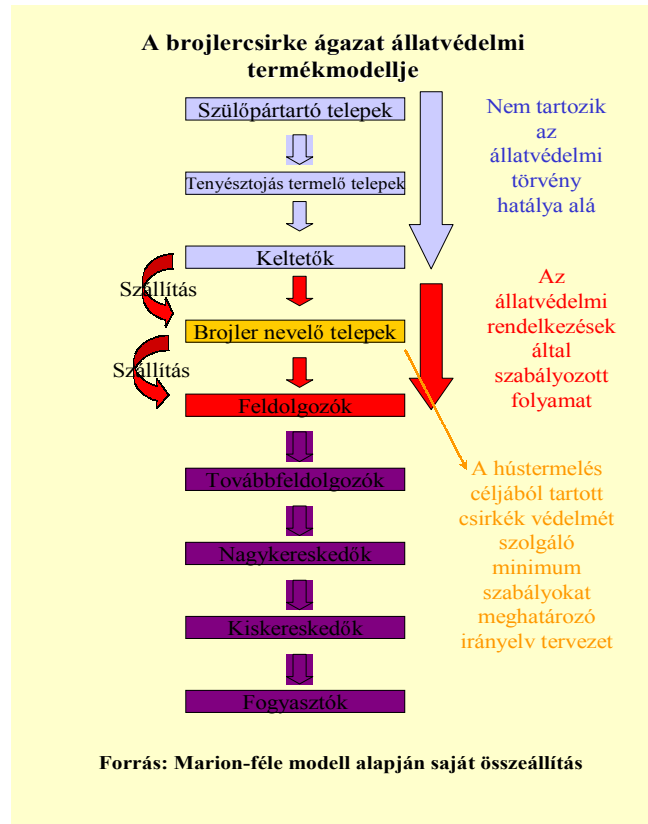 A brojlercsirke ágazat állatvédelmi
termékmodellje
Szülőpártartó telepek
Tenyésztojás termelő telepek
Keltetők
Szállítás
Brojler nevelő telepek
Szállítás
Feldolgozók
Továbbfeldolgozók
Nagykereskedők
Kiskereskedők
Fogyasztók
Nem tartozik
az
állatvédelmi
törvény
hatálya alá
Az
állatvédelmi
rendelkezések
által
szabályozott
folyamat
A hústermelés
céljából tartott
csirkék védelmét
szolgáló
minimum
szabályokat
meghatározó
irányelv tervezet
Forrás: Marion-féle modell alapján saját összeállítás